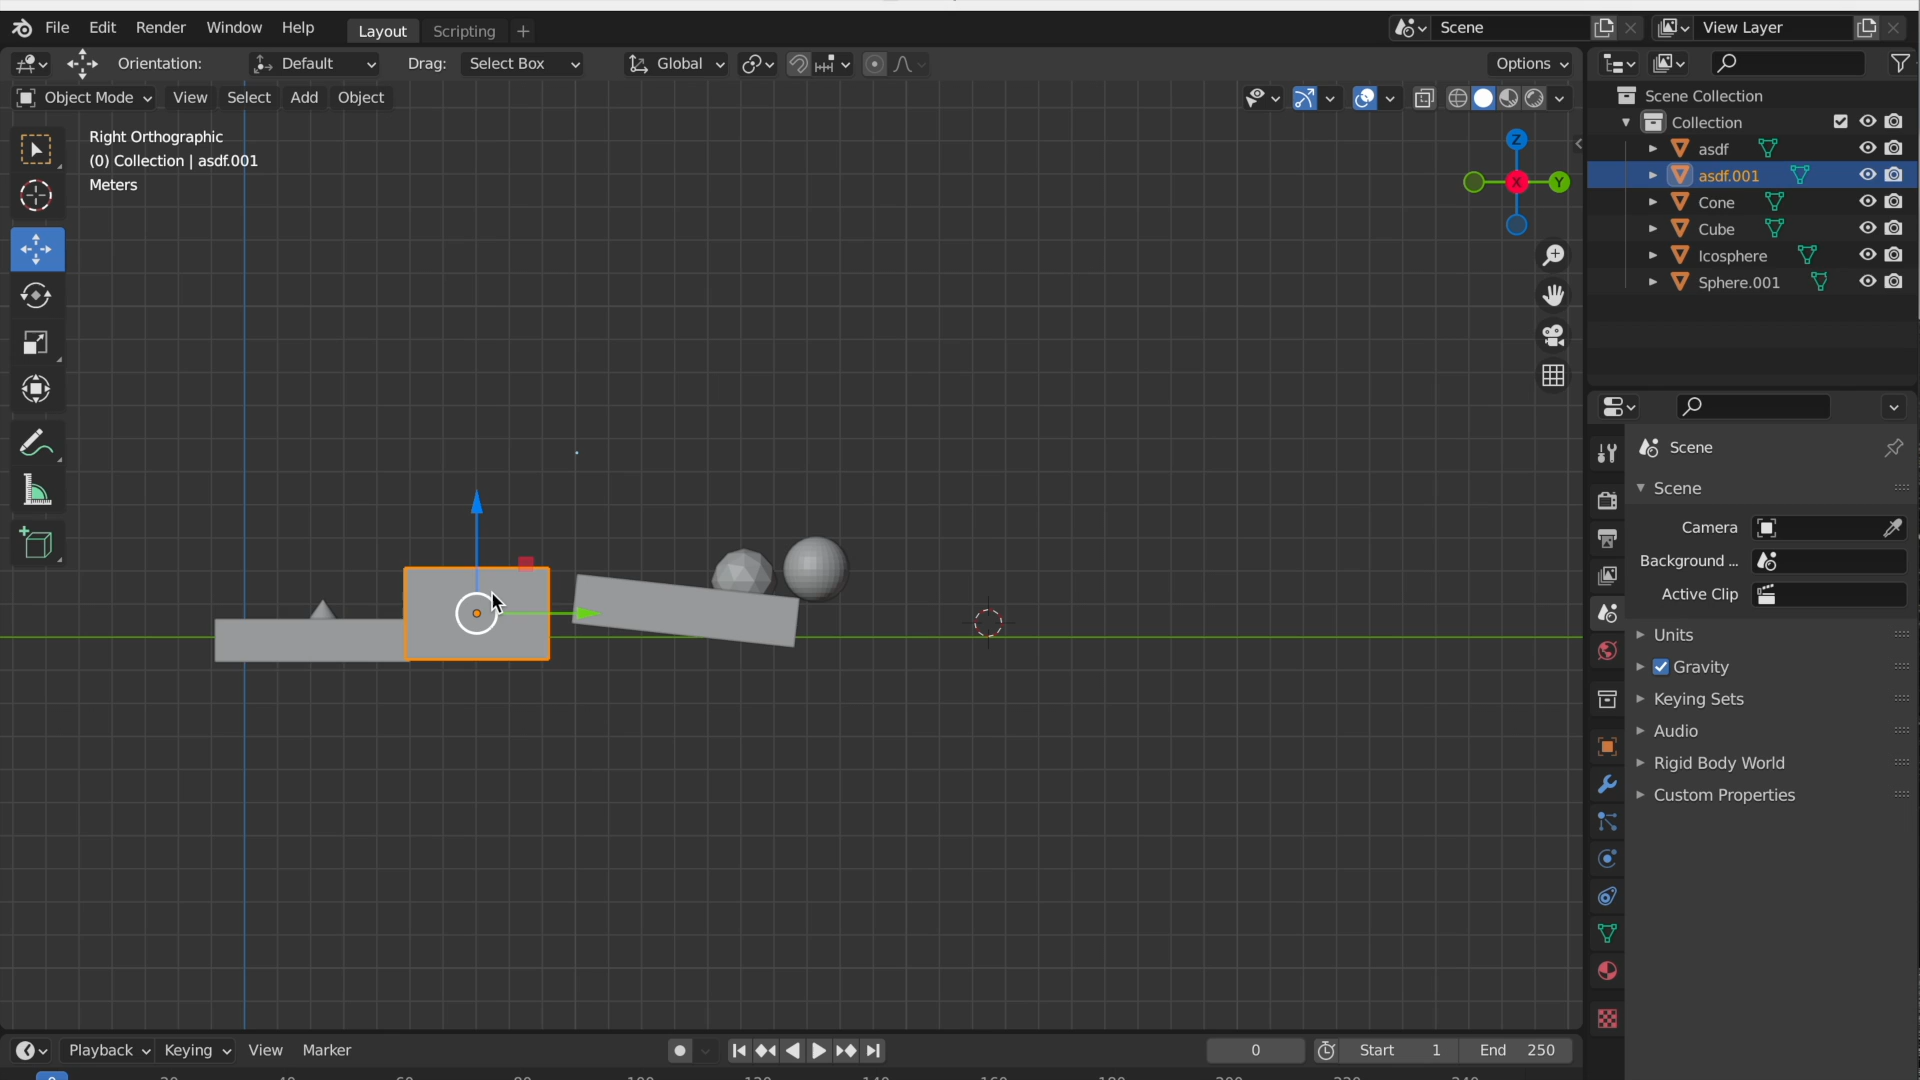 File Edit Render Window Help Layout Scripting + Scene View Layer
Orientation: Default Drag: Select Box Global Options
Object Mode View Select Add Object
Right Orthographic
(0) Collection | asdf.001
Meters
Z
X Y
Scene Collection
Collection
asdf
asdf.001
Cone
Cube
Icosphere
Sphere.001
Scene
Scene
Camera
Background ...
Active Clip
Units
Gravity
Keying Sets
Audio
Rigid Body World
Custom Properties
Playback Keying View Marker 0 Start 1 End 250